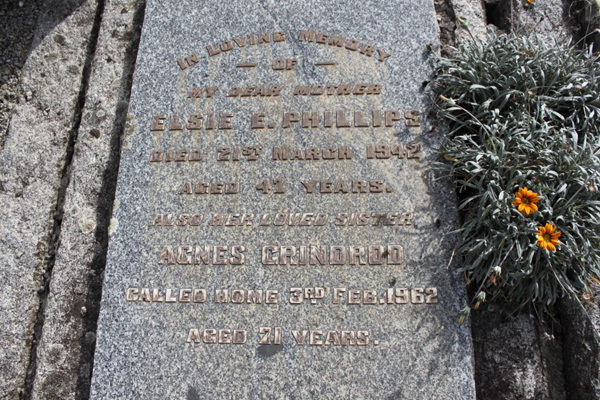 IN LOVING MEMORY
— OF —
MY DEAR MOTHER
ELSIE E. PHILLIPS
DIED 21ST MARCH 1942
AGED 41 YEARS.
ALSO HER LOVED SISTER
AGNES GRINDROD
CALLED HOME 3RD FEB. 1962
AGED 71 YEARS.